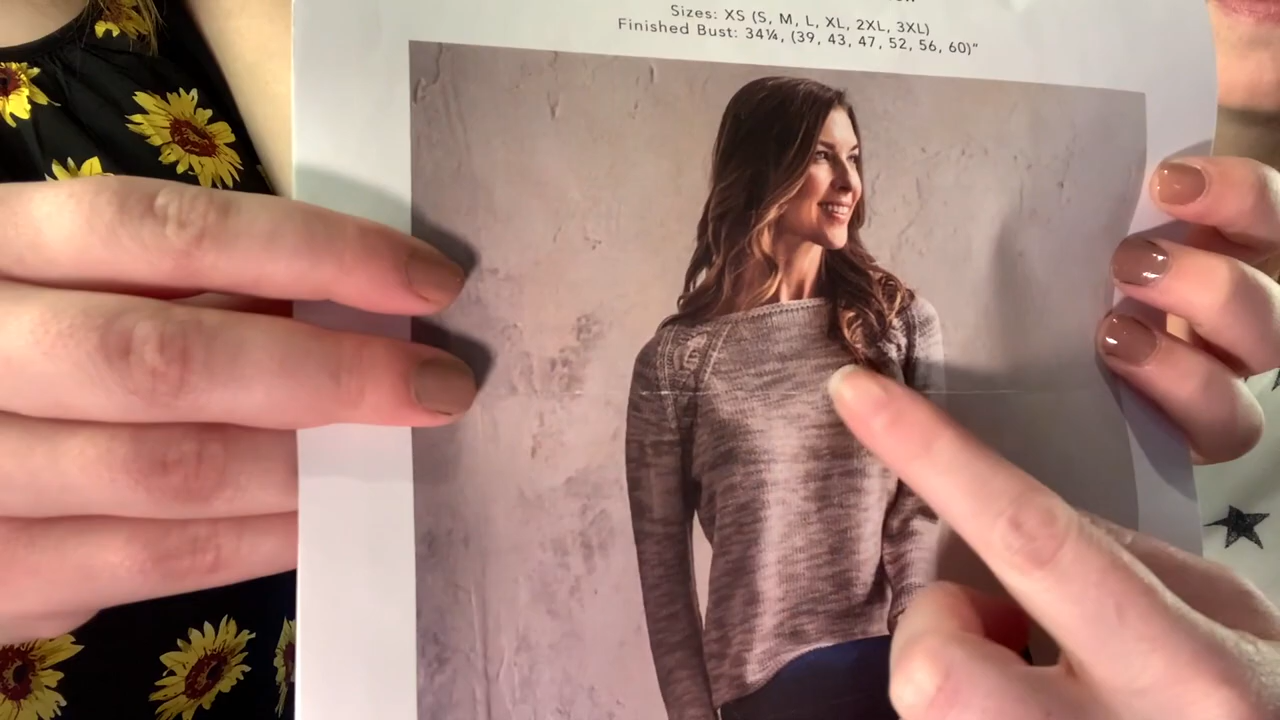 Sizes: XS (S, M, L, XL, 2XL, 3XL)
Finished Bust: 34¼, (39, 43, 47, 52, 56, 60)"